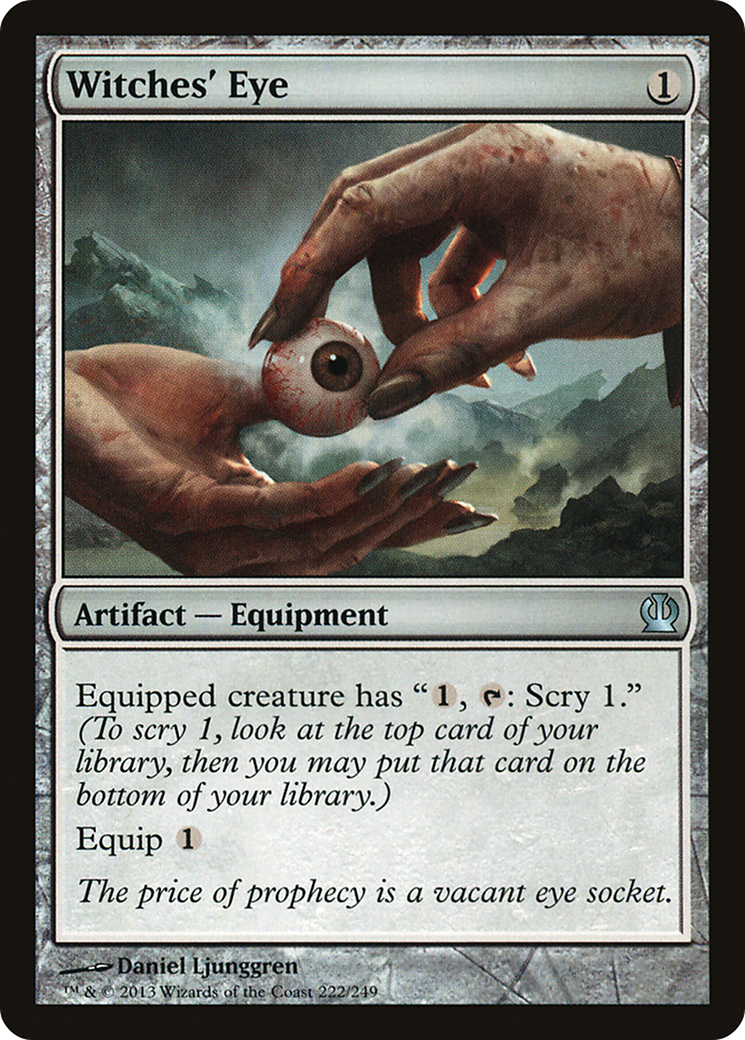 Witches' Eye 1
Artifact — Equipment
Equipped creature has “1, : Scry 1.”
(To scry 1, look at the top card of your
library, then you may put that card on the
bottom of your library.)
Equip 1
The price of prophecy is a vacant eye socket.
Daniel Ljunggren
™ & © 2013 Wizards of the Coast 222/249